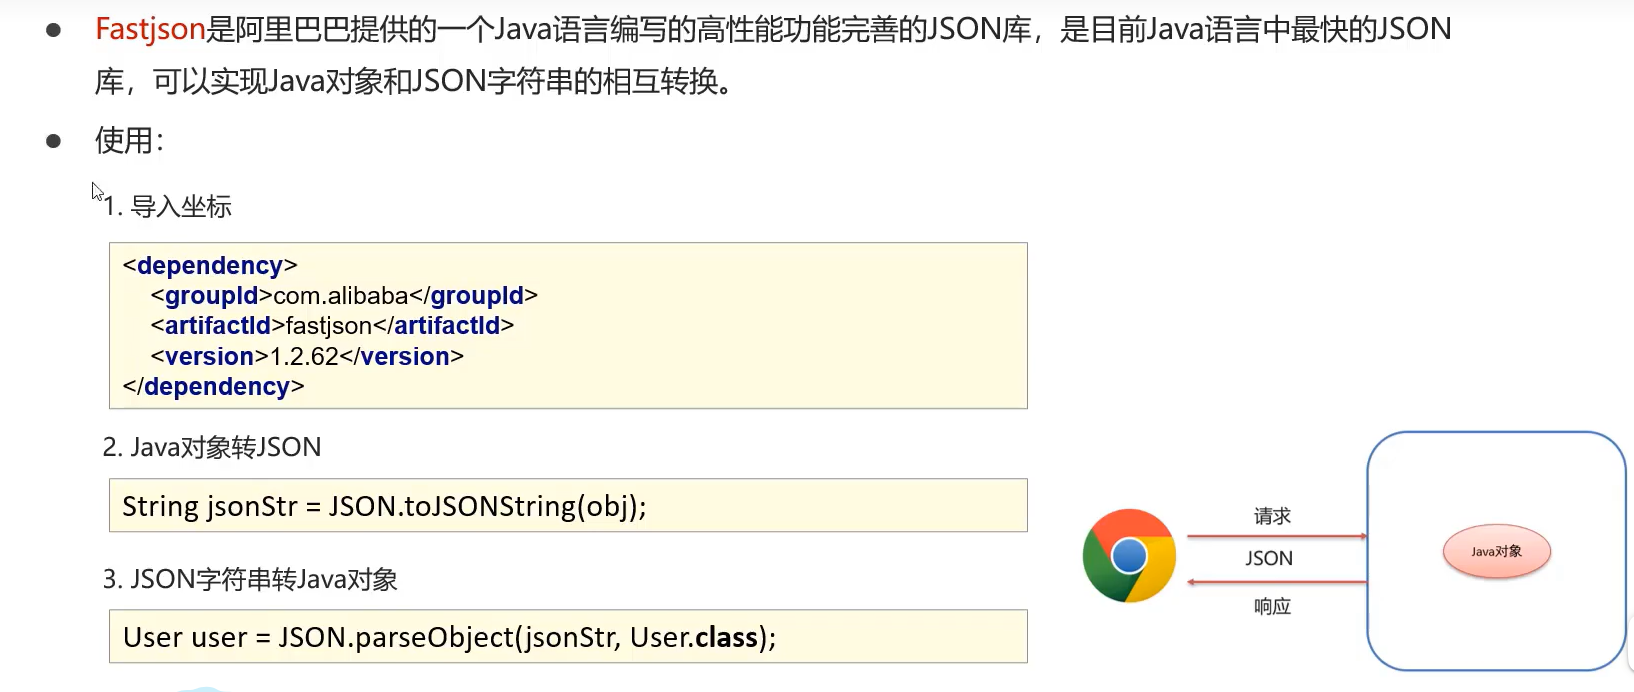 Fastjson是阿里巴巴提供的一个Java语言编写的高性能功能完善的JSON库，是目前Java语言中最快的JSON
库，可以实现Java对象和JSON字符串的相互转换。
使用：
1. 导入坐标
<dependency>
<groupId>com.alibaba</groupId>
<artifactId>fastjson</artifactId>
<version>1.2.62</version>
</dependency>
2. Java对象转JSON
String jsonStr = JSON.toJSONString(obj);
3. JSON字符串转Java对象
User user = JSON.parseObject(jsonStr, User.class);
请求
JSON
响应
Java对象